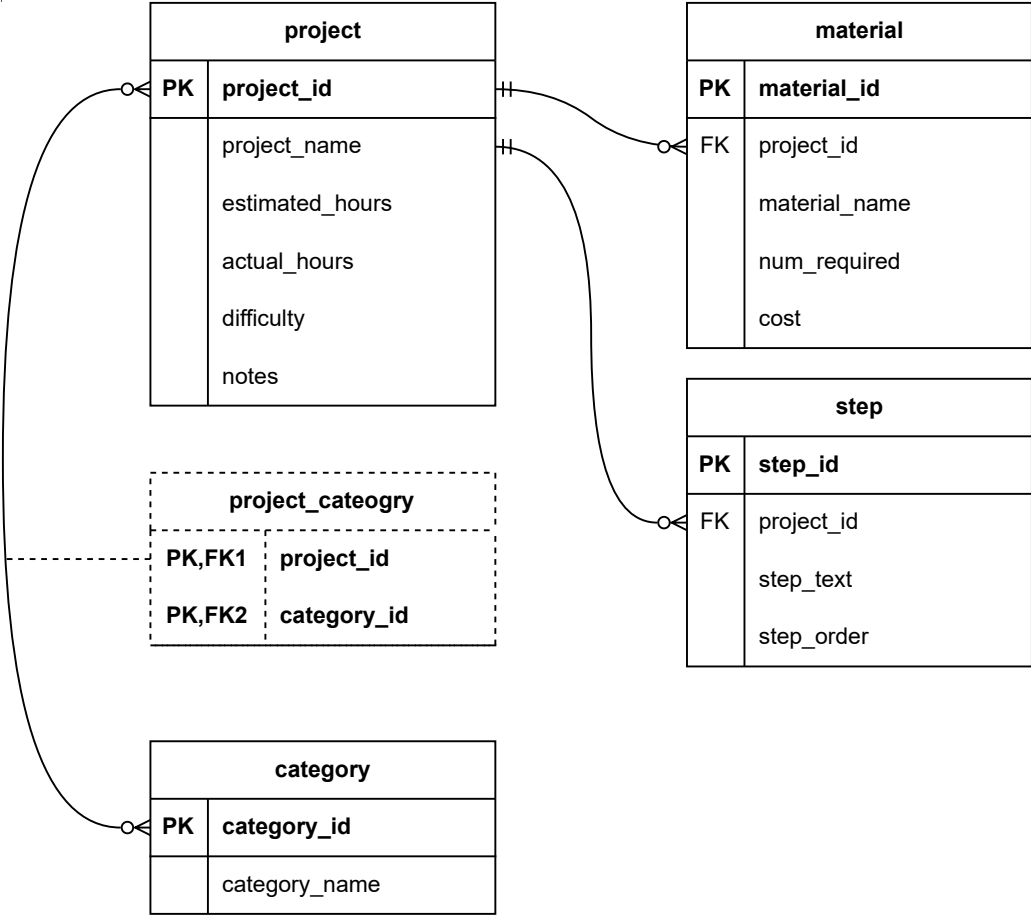 project
PK project_id
project_name
estimated_hours
actual_hours
difficulty
notes
material
PK material_id
FK project_id
material_name
num_required
cost
step
PK step_id
FK project_id
step_text
step_order
project_cateogry
PK,FK1 project_id
PK,FK2 category_id
category
PK category_id
category_name